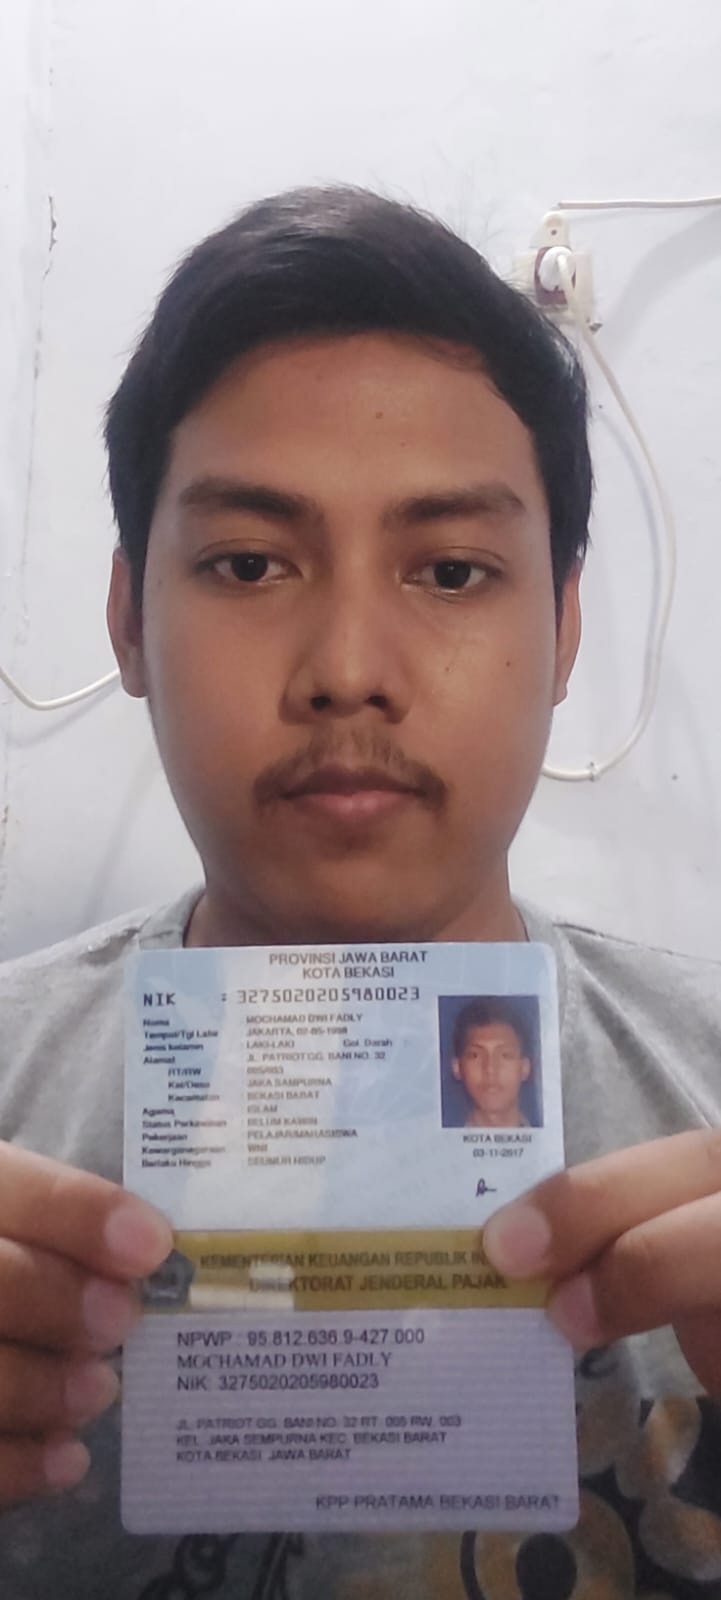 PROVINSI JAWA BARAT
KOTA BEKASI
NIK : 3275020205980023
Nama MOCHAMAD DWI FADLY
Tempat/Tgl Lahir JAKARTA, 02-05-1998
Jenis kelamin LAKI-LAKI Gol. Darah
Alamat JL. PATRIOT GG. BANI NO. 32
RT/RW 005/003
Kel/Desa JAKA SAMPURNA
Kecamatan BEKASI BARAT
Agama ISLAM
Status Perkawinan BELUM KAWIN
Pekerjaan PELAJAR/MAHASISWA
Kewarganegaraan WNI
Berlaku Hingga SEUMUR HIDUP
KOTA BEKASI
03-11-2017
KEMENTERIAN KEUANGAN REPUBLIK IN
DIREKTORAT JENDERAL PAJAK
NPWP : 95.812.636.9-427.000
MOCHAMAD DWI FADLY
NIK: 3275020205980023
JL. PATRIOT GG. BANI NO. 32 RT. 005 RW. 003
KEL. JAKA SEMPURNA KEC. BEKASI BARAT
KOTA BEKASI JAWA BARAT
KPP PRATAMA BEKASI BARAT